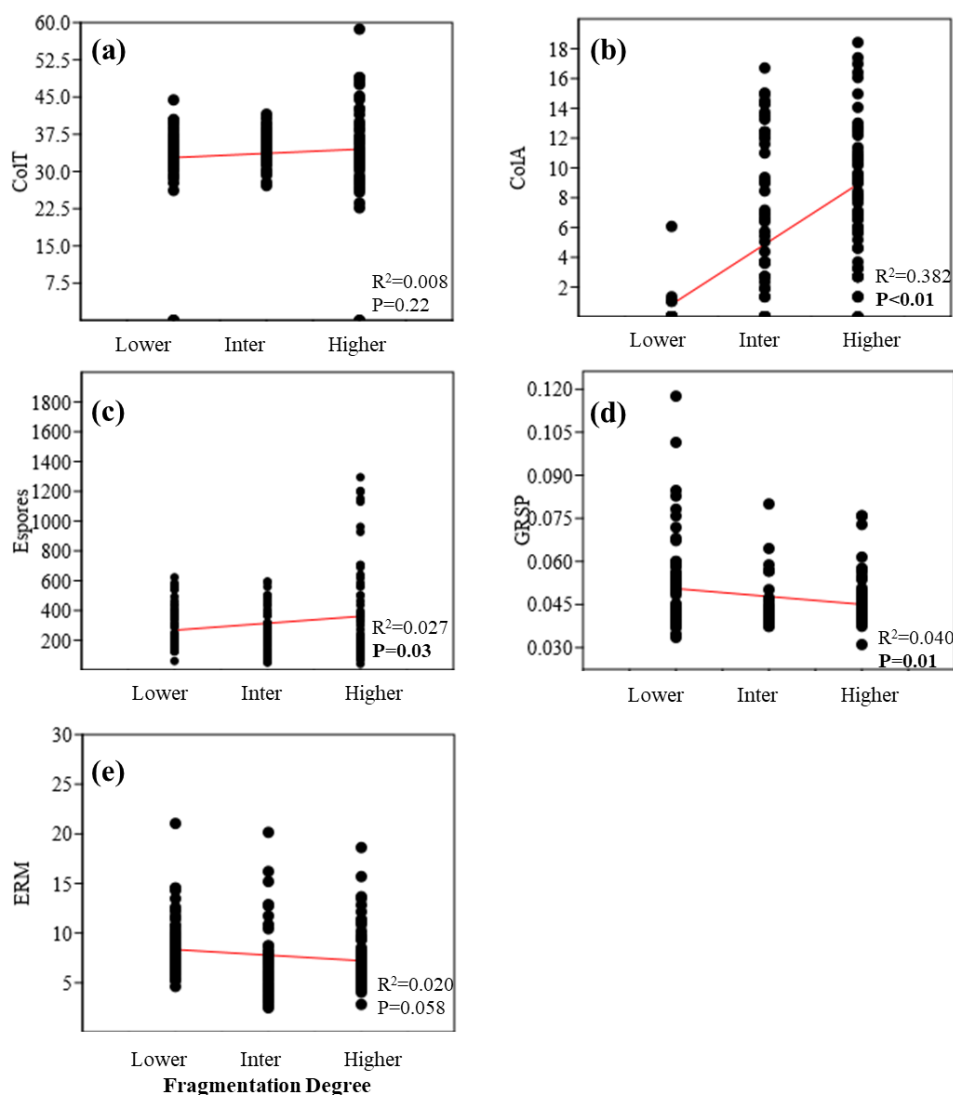 (a)
60.0
52.5
45.0
37.5
30.0
22.5
15.0
7.5
ColT
R²=0.008
P=0.22
Lower Inter Higher
(b)
18
16
14
12
10
8
6
4
2
ColA
R²=0.382
P<0.01
Lower Inter Higher
(c)
1800
1600
1400
1200
1000
800
600
400
200
Espores
R²=0.027
P=0.03
Lower Inter Higher
(d)
0.120
0.105
0.075
0.060
0.045
0.030
GRSP
R²=0.040
P=0.01
Lower Inter Higher
(e)
30
25
20
15
10
5
ERM
R²=0.020
P=0.058
Lower Inter Higher
Fragmentation Degree